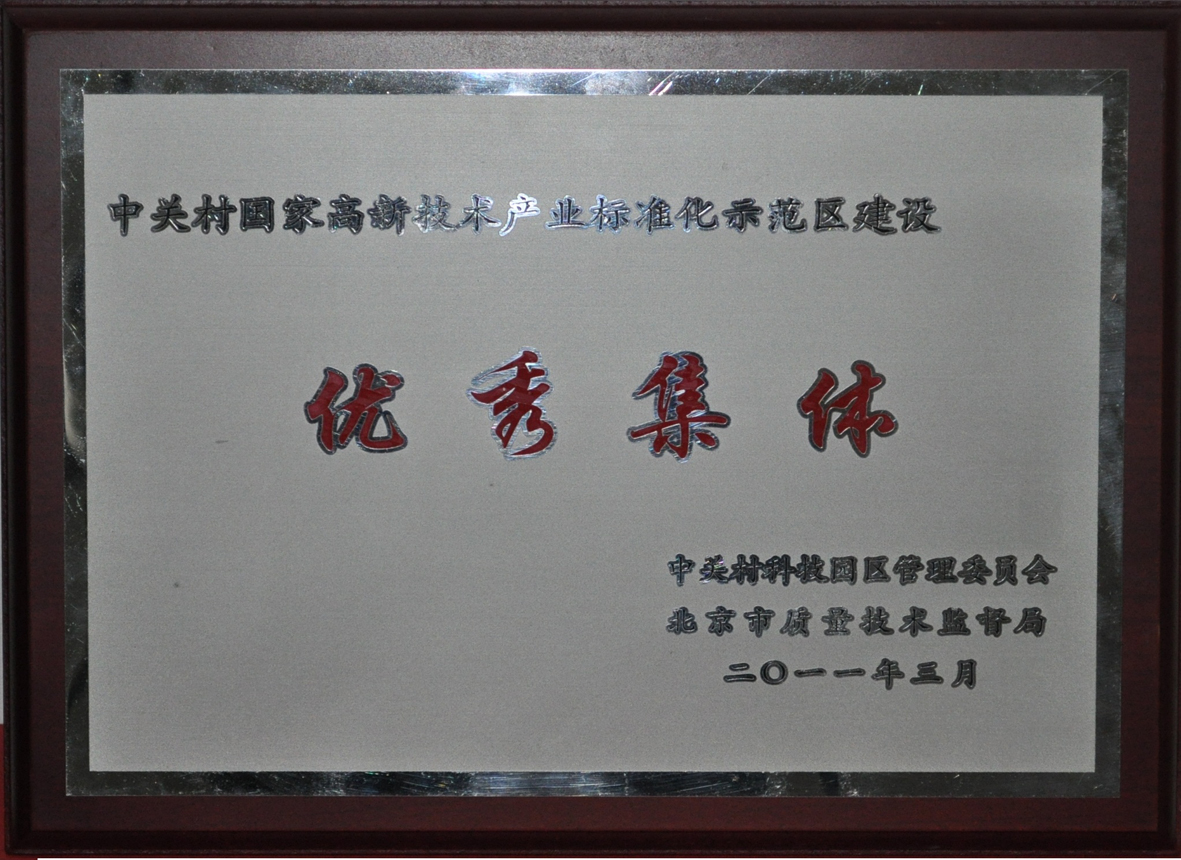 中关村国家高新技术产业标准化示范区建设
优秀集体
中关村科技园区管理委员会
北京市质量技术监督局
二〇一一年三月